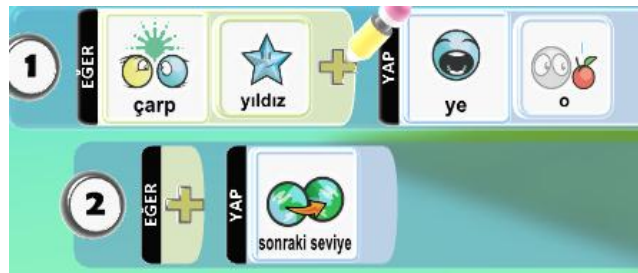 1 EĞER çarp yıldız YAP ye o
2 EĞER YAP sonraki seviye